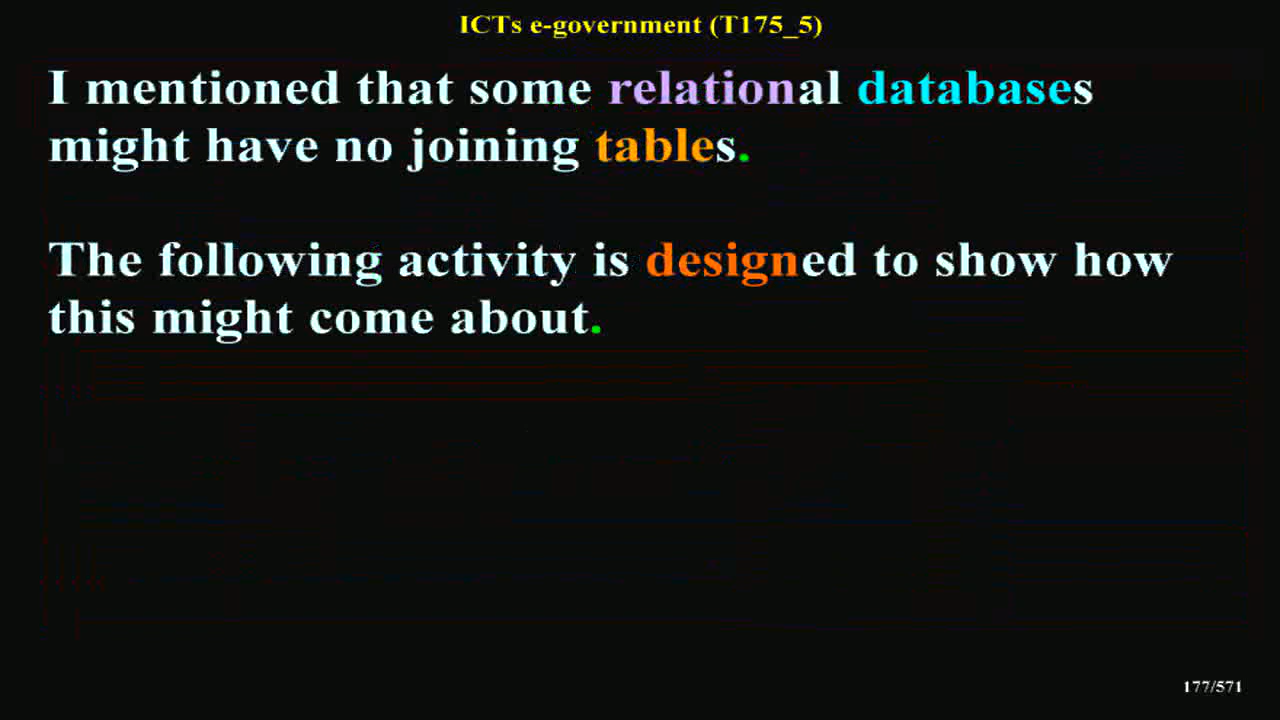 ICTs e-government (T175_5)
I mentioned that some relational databases
might have no joining tables.
The following activity is designed to show how
this might come about.
177/571